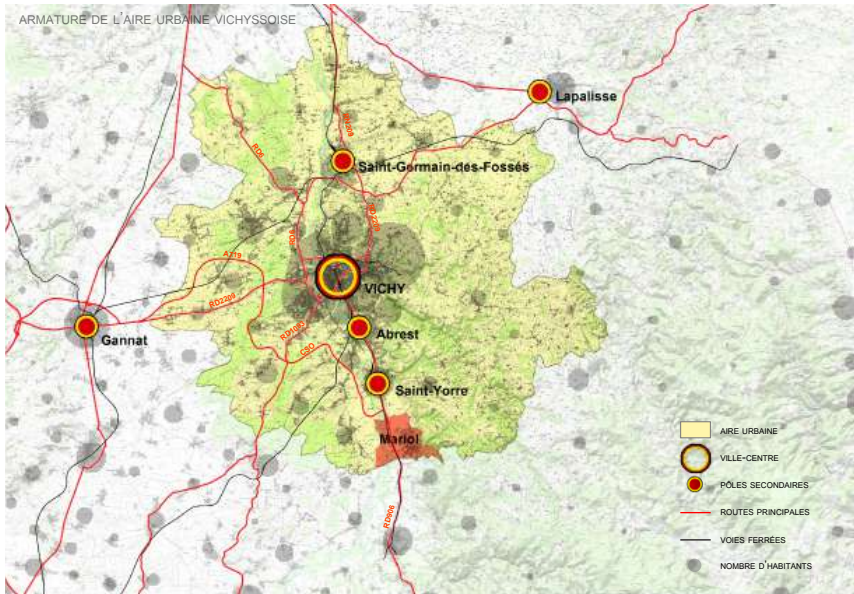 ARMATURE DE L'AIRE URBAINE VICHYSSOISE
Lapalisse
Saint-Germain-des-Fossés
RD6
VICHY
A719
RD2209
Gannat
Abrest
CSO
Saint-Yorre
Mariol
RD906
AIRE URBAINE
VILLE-CENTRE
PÔLES SECONDAIRES
ROUTES PRINCIPALES
VOIES FERRÉES
NOMBRE D'HABITANTS